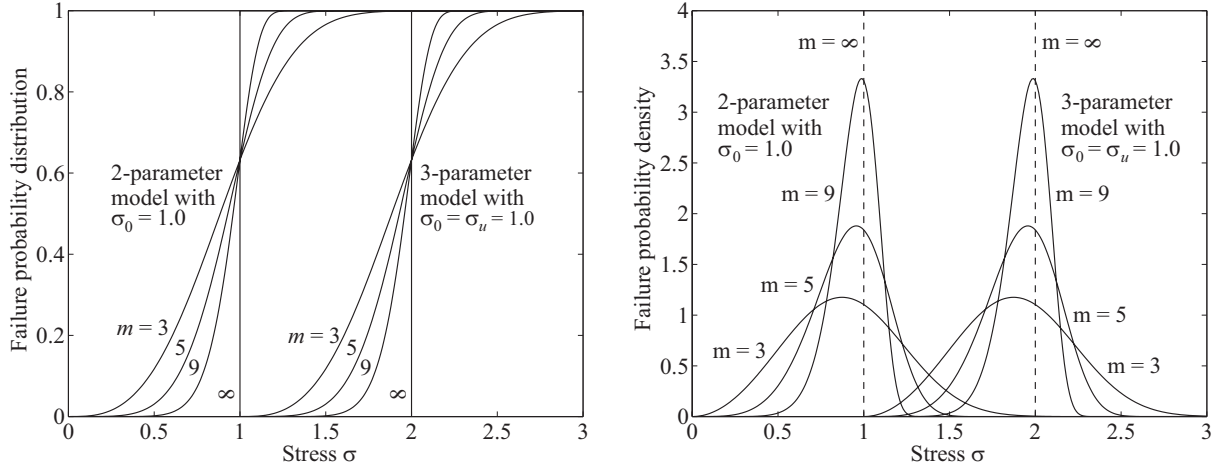 Failure probability distribution
1
0.8
0.6
0.4
0.2
0
2-parameter
model with
σ₀ = 1.0
3-parameter
model with
σ₀ = σᵤ = 1.0
m = 3
5
9
∞
m = 3
5
9
∞
0
0.5
1
1.5
2
2.5
3
Stress σ
Failure probability density
4
3.5
3
2.5
2
1.5
1
0.5
0
m = ∞
m = ∞
2-parameter
model with
σ₀ = 1.0
3-parameter
model with
σ₀ = σᵤ = 1.0
m = 9
m = 9
m = 5
m = 5
m = 3
m = 3
0
0.5
1
1.5
2
2.5
3
Stress σ